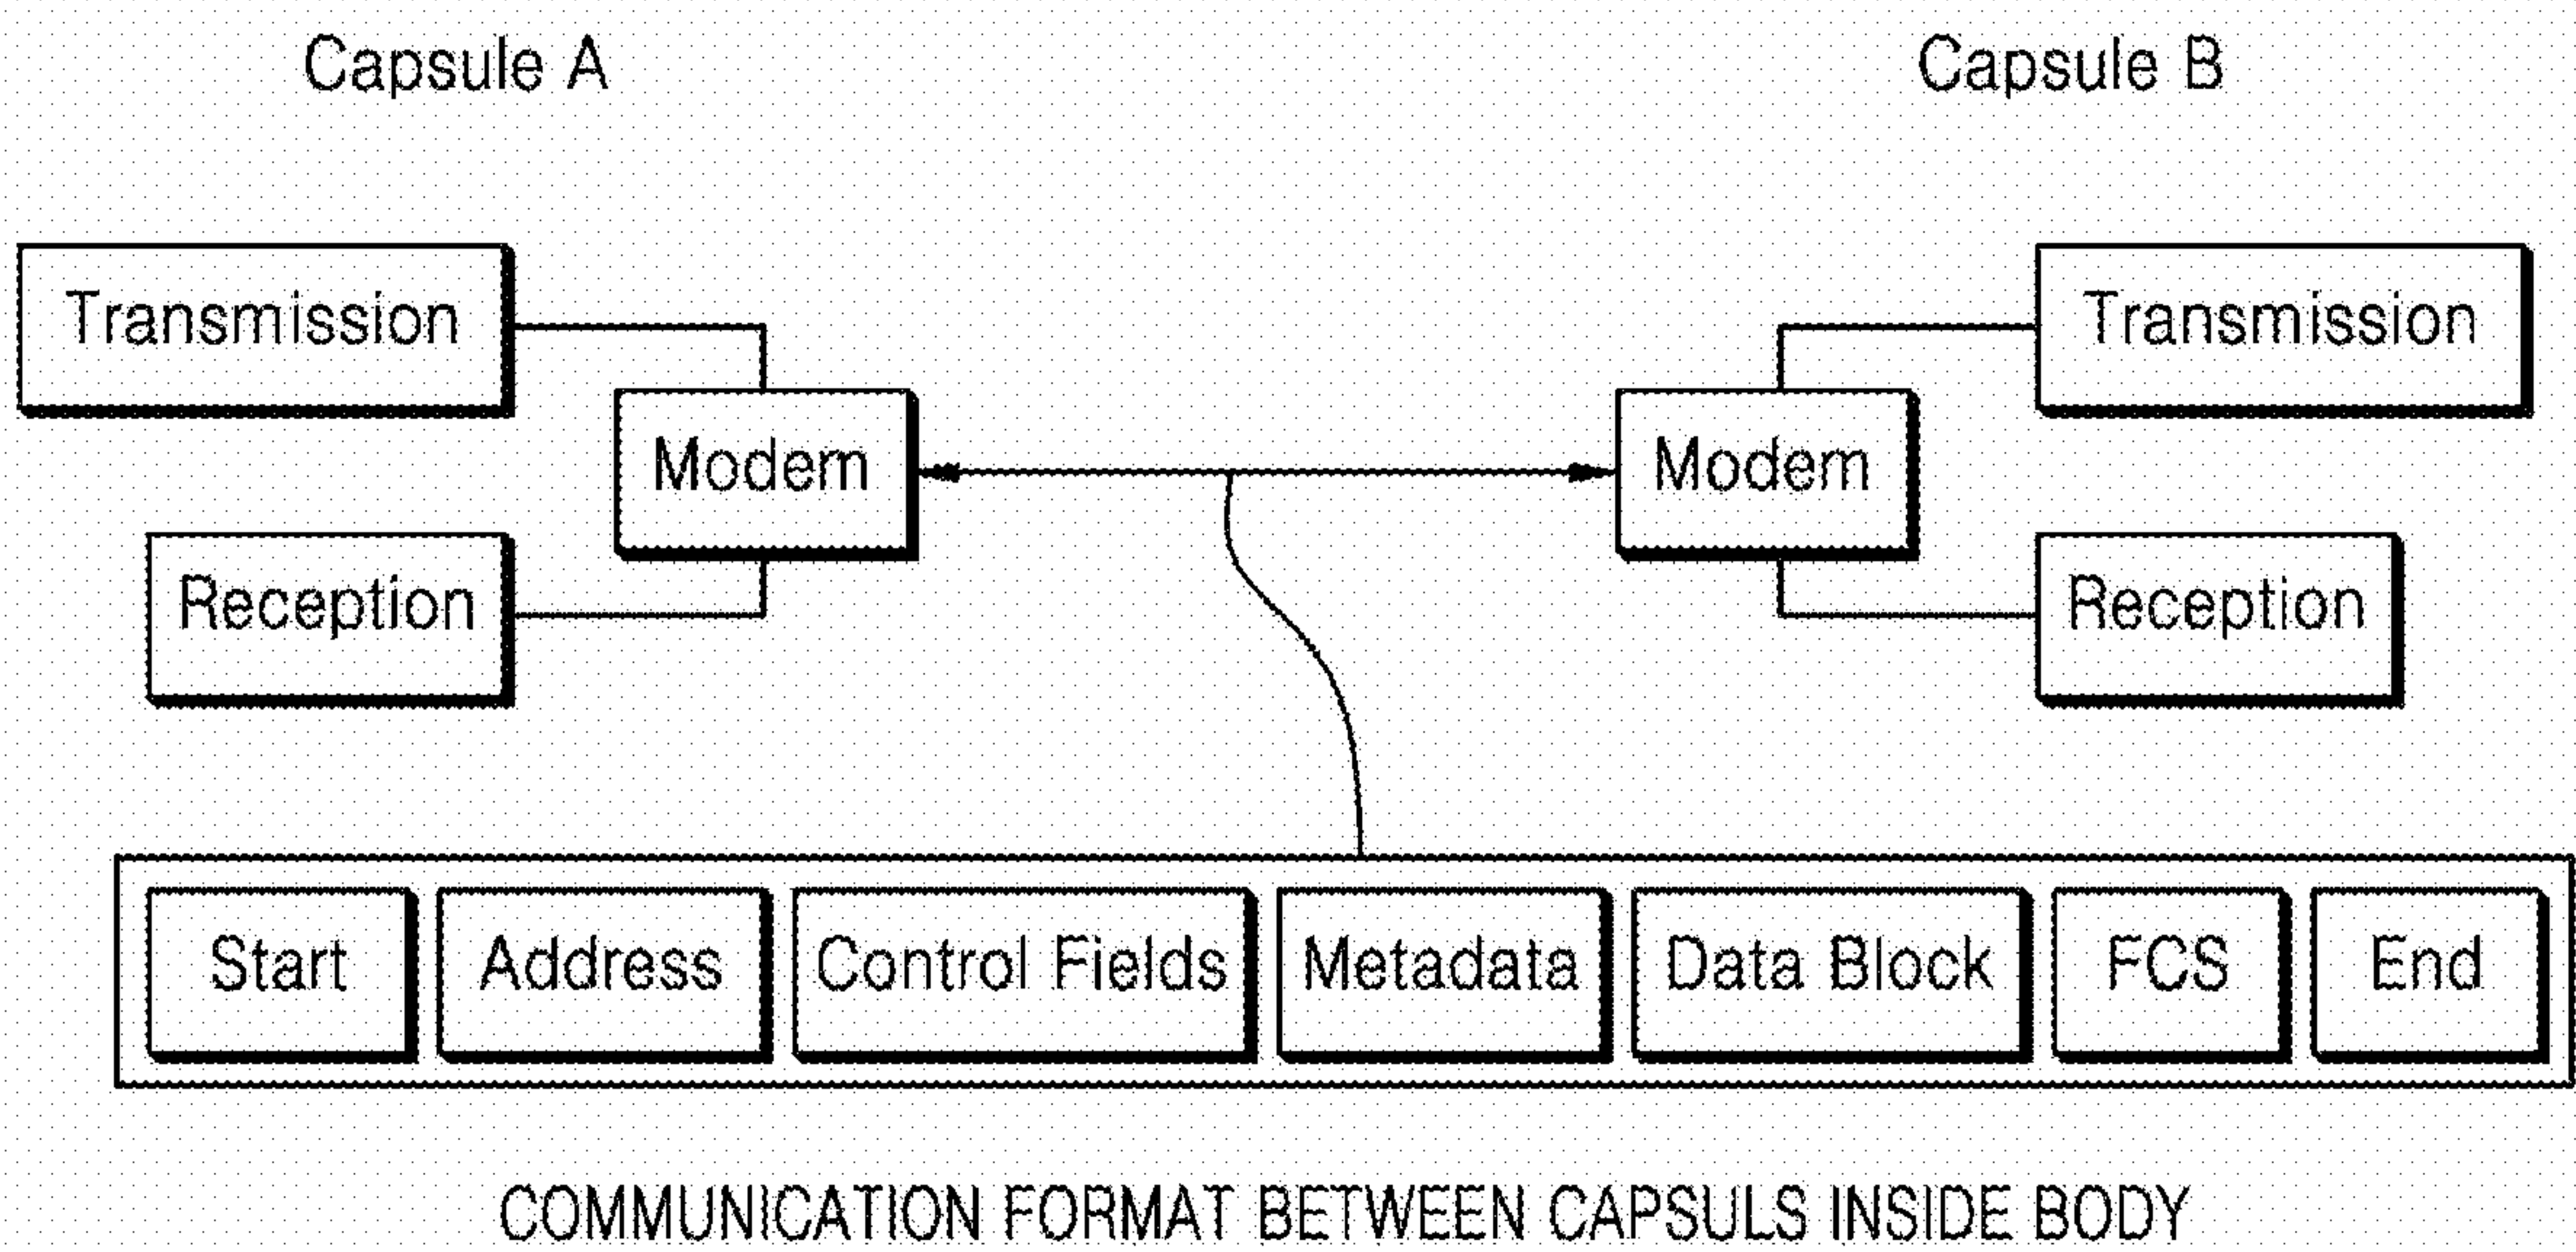 Capsule A
Capsule B
Transmission
Transmission
Modem
Modem
Reception
Reception
Start
Address
Control Fields
Metadata
Data Block
FCS
End
COMMUNICATION FORMAT BETWEEN CAPSULS INSIDE BODY